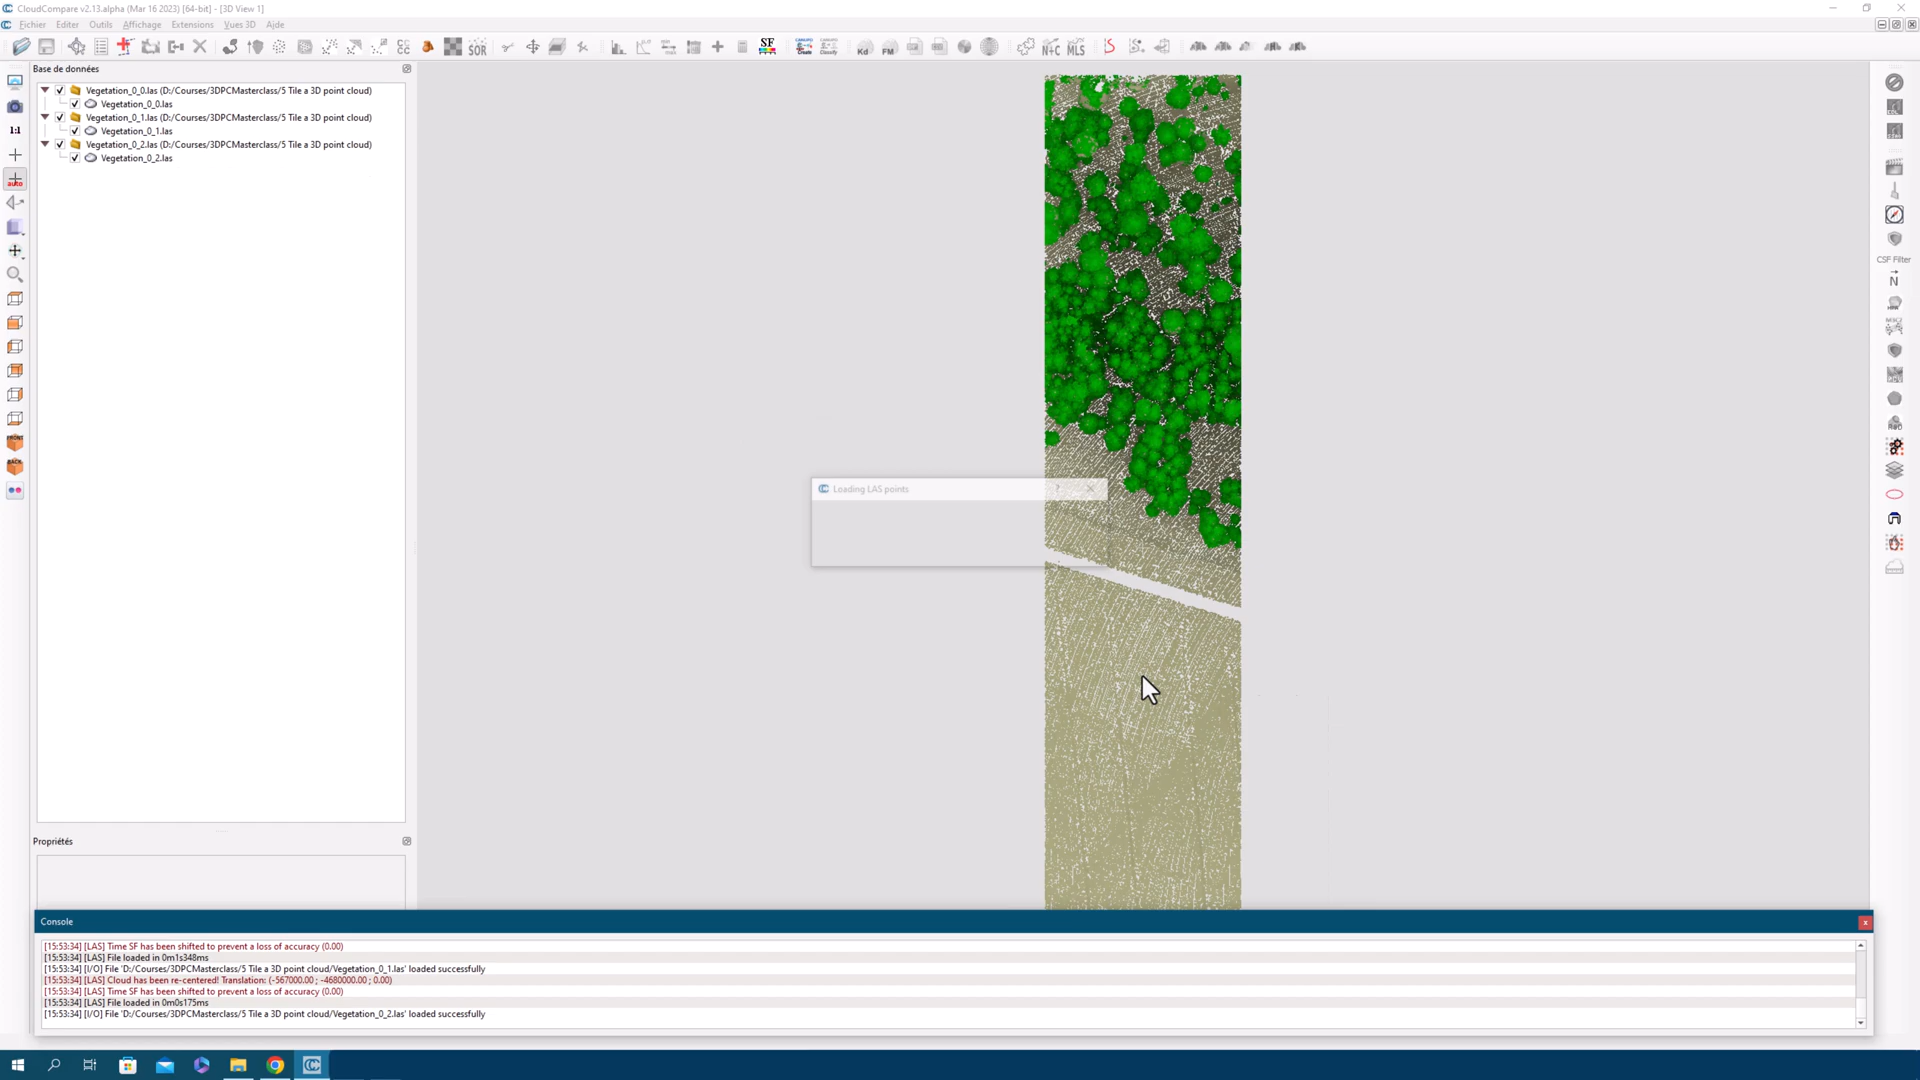 CloudCompare v2.13.alpha (Mar 16 2023) [64-bit] - [3D View 1]
Fichier Editer Outils Affichage Extensions Vues 3D Aide
SOR SF Kd FM N+C MLS
Base de données
Vegetation_0_0.las (D:/Courses/3DPCMasterclass/5 Tile a 3D point cloud)
Vegetation_0_0.las
Vegetation_0_1.las (D:/Courses/3DPCMasterclass/5 Tile a 3D point cloud)
Vegetation_0_1.las
Vegetation_0_2.las (D:/Courses/3DPCMasterclass/5 Tile a 3D point cloud)
Vegetation_0_2.las
1:1
auto
FRONT
BACK
CSF Filter
N
Loading LAS points
Propriétés
Console
[15:53:34] [LAS] Time SF has been shifted to prevent a loss of accuracy (0.00)
[15:53:34] [LAS] File loaded in 0m1s348ms
[15:53:34] [I/O] File 'D:/Courses/3DPCMasterclass/5 Tile a 3D point cloud/Vegetation_0_1.las' loaded successfully
[15:53:34] [LAS] Cloud has been re-centered! Translation: (-567000.00 ; -4680000.00 ; 0.00)
[15:53:34] [LAS] Time SF has been shifted to prevent a loss of accuracy (0.00)
[15:53:34] [LAS] File loaded in 0m0s175ms
[15:53:34] [I/O] File 'D:/Courses/3DPCMasterclass/5 Tile a 3D point cloud/Vegetation_0_2.las' loaded successfully